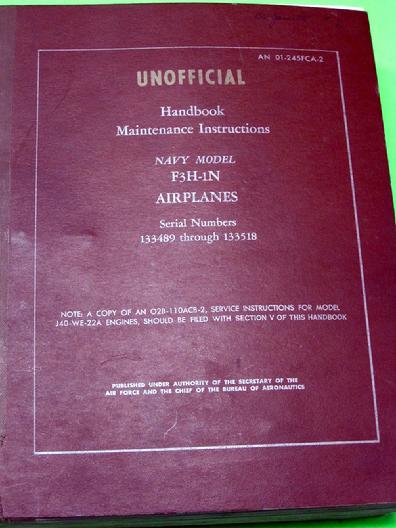 AN 01-245FCA-2
UNOFFICIAL
Handbook
Maintenance Instructions
NAVY MODEL
F3H-1N
AIRPLANES
Serial Numbers
133489 through 133518
NOTE: A COPY OF AN 02B-110ACB-2, SERVICE INSTRUCTIONS FOR MODEL
J40-WE-22A ENGINES, SHOULD BE FILED WITH SECTION V OF THIS HANDBOOK
PUBLISHED UNDER AUTHORITY OF THE SECRETARY OF THE
AIR FORCE AND THE CHIEF OF THE BUREAU OF AERONAUTICS